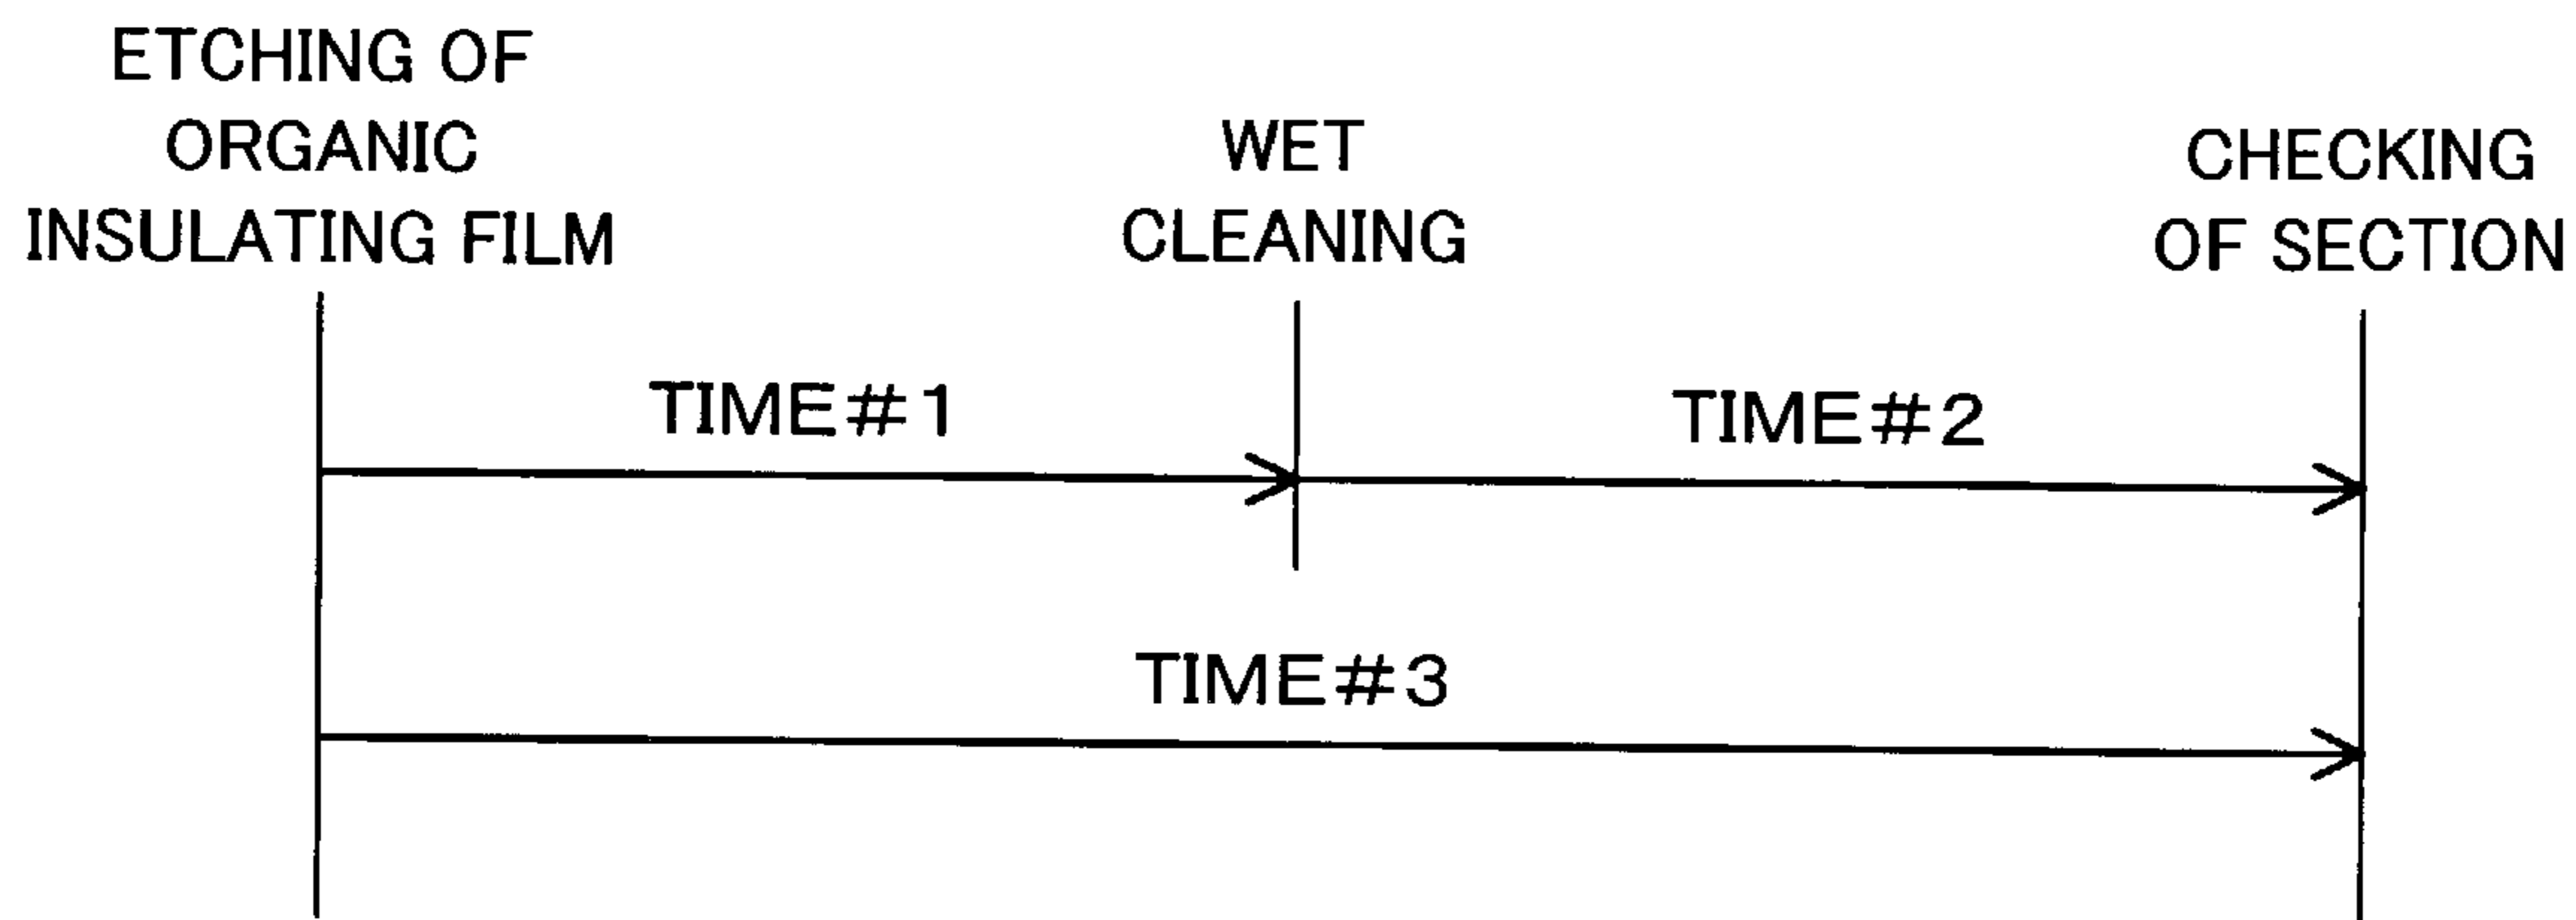 ETCHING OF
ORGANIC
INSULATING FILM
WET
CLEANING
CHECKING
OF SECTION
TIME#1
TIME#2
TIME#3